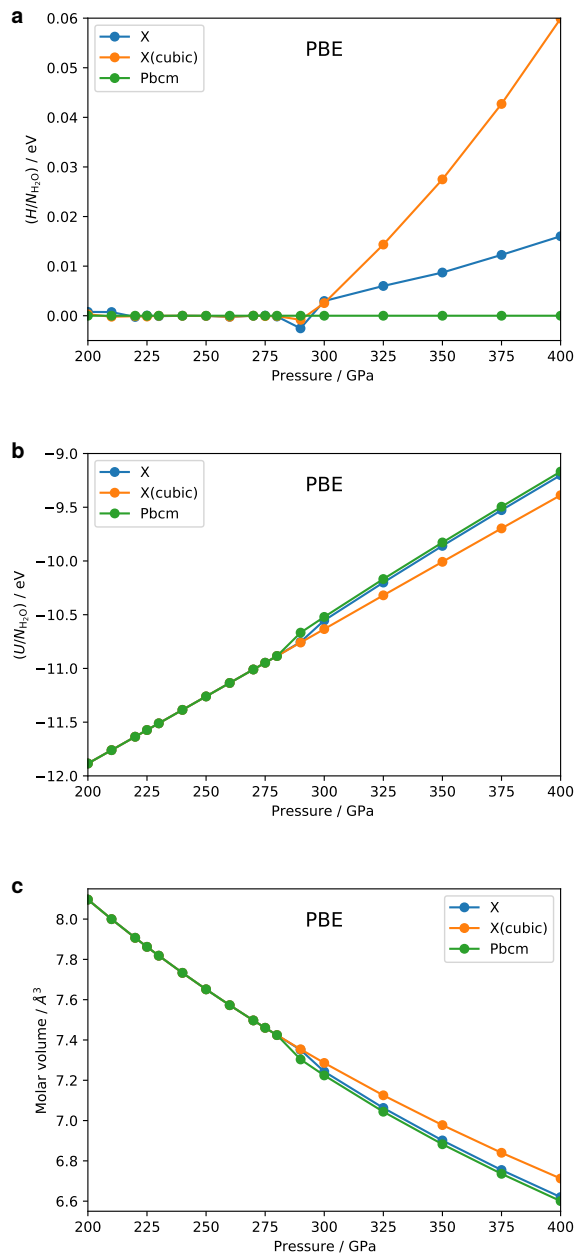 a
PBE
X
X(cubic)
Pbcm
(H/N_H₂O) / eV
0.06
0.05
0.04
0.03
0.02
0.01
0.00
200 225 250 275 300 325 350 375 400
Pressure / GPa
b
PBE
X
X(cubic)
Pbcm
(U/N_H₂O) / eV
−9.0
−9.5
−10.0
−10.5
−11.0
−11.5
−12.0
200 225 250 275 300 325 350 375 400
Pressure / GPa
c
PBE
X
X(cubic)
Pbcm
Molar volume / Å³
8.0
7.8
7.6
7.4
7.2
7.0
6.8
6.6
200 225 250 275 300 325 350 375 400
Pressure / GPa